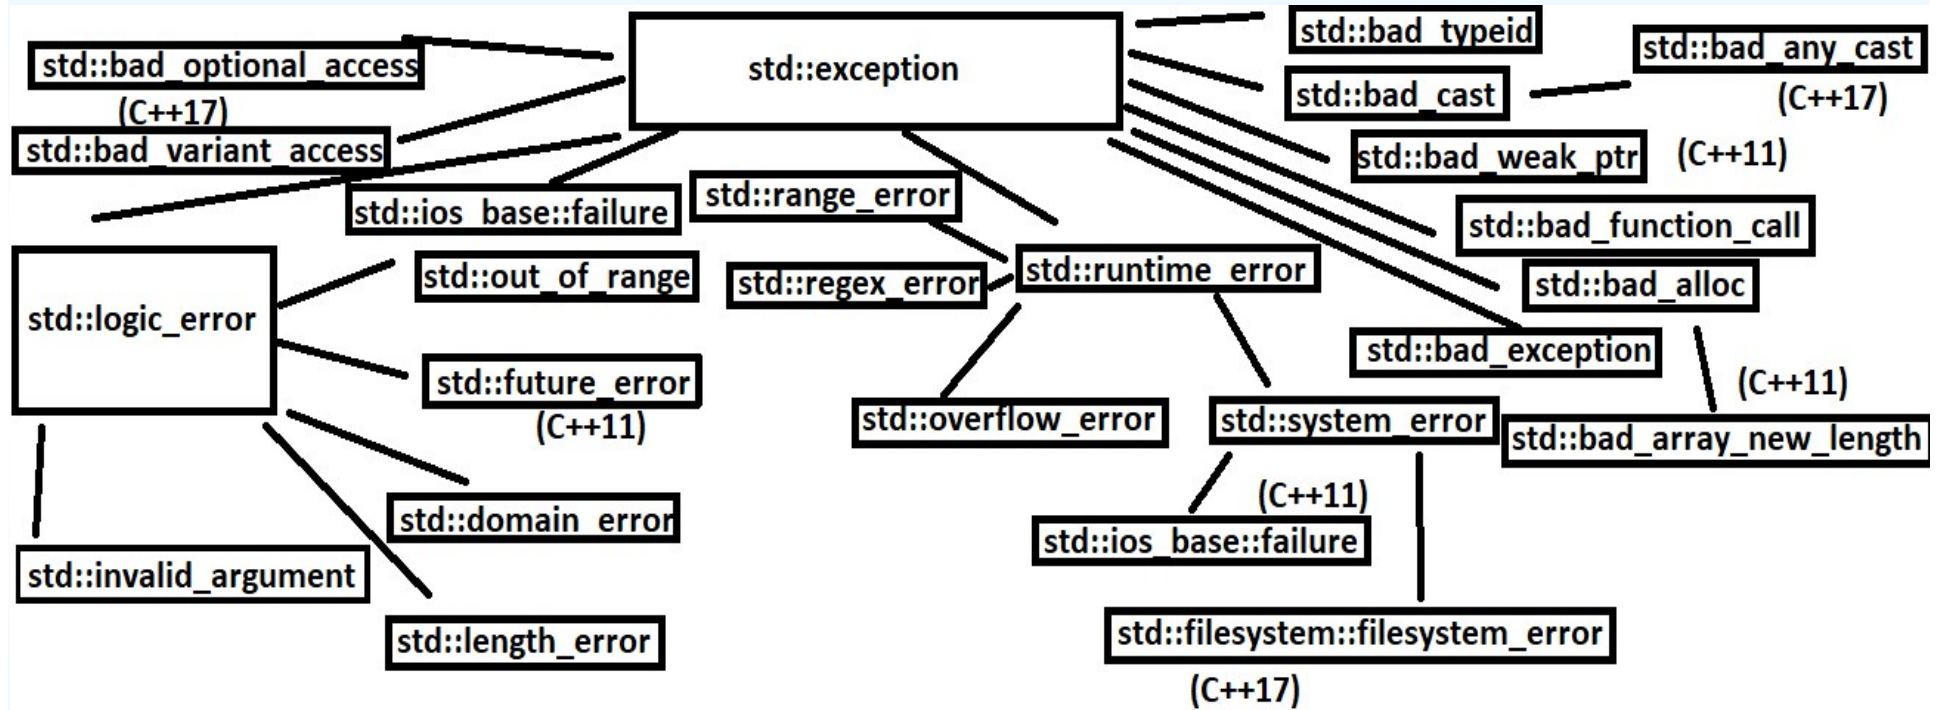 std::exception
std::bad_typeid
std::bad_any_cast
(C++17)
std::bad_optional_access
(C++17)
std::bad_cast
std::bad_variant_access
std::bad_weak_ptr
(C++11)
std::ios_base::failure
std::range_error
std::bad_function_call
std::out_of_range
std::regex_error
std::runtime_error
std::bad_alloc
std::logic_error
std::bad_exception
std::future_error
(C++11)
(C++11)
std::overflow_error
std::system_error
std::bad_array_new_length
std::domain_error
(C++11)
std::ios_base::failure
std::invalid_argument
std::length_error
std::filesystem::filesystem_error
(C++17)